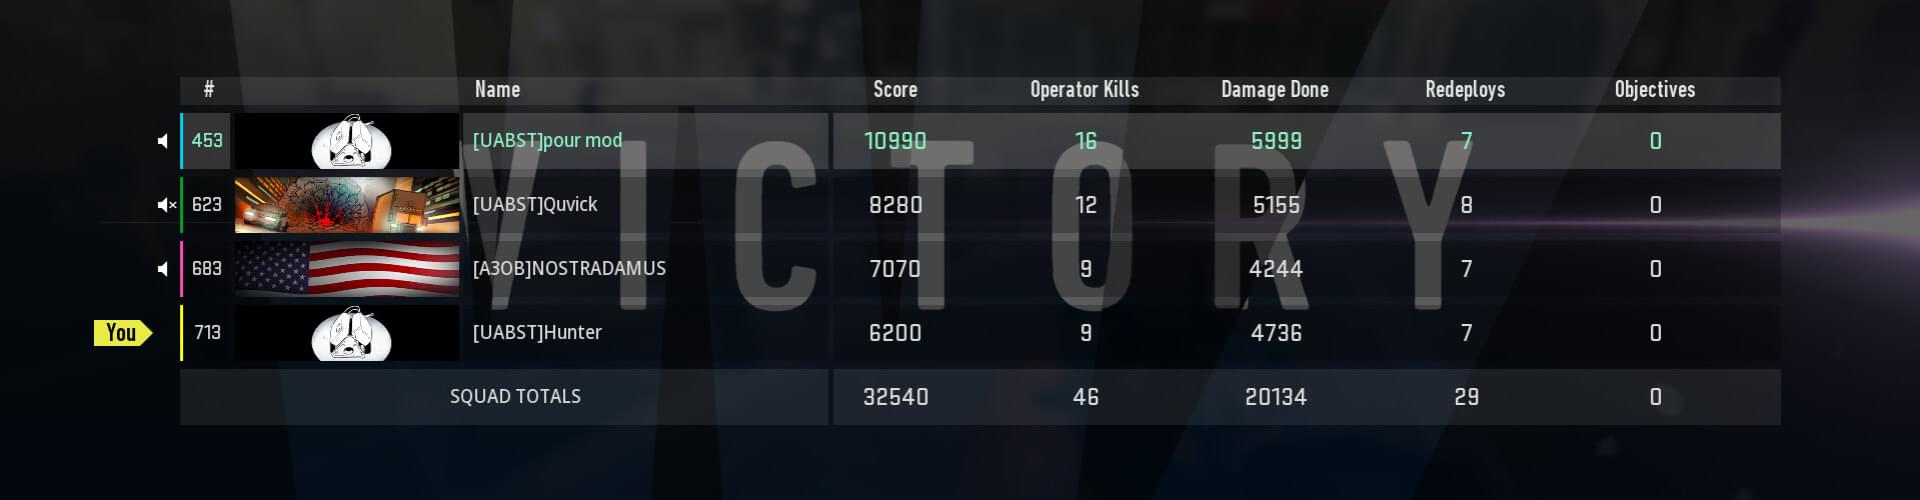 # Name Score Operator Kills Damage Done Redeploys Objectives
453 [UABST]pour mod 10990 16 5999 7 0
623 [UABST]Quvick 8280 12 5155 8 0
VICTORY
683 [A3OB]NOSTRADAMUS 7070 9 4244 7 0
You 713 [UABST]Hunter 6200 9 4736 7 0
SQUAD TOTALS 32540 46 20134 29 0